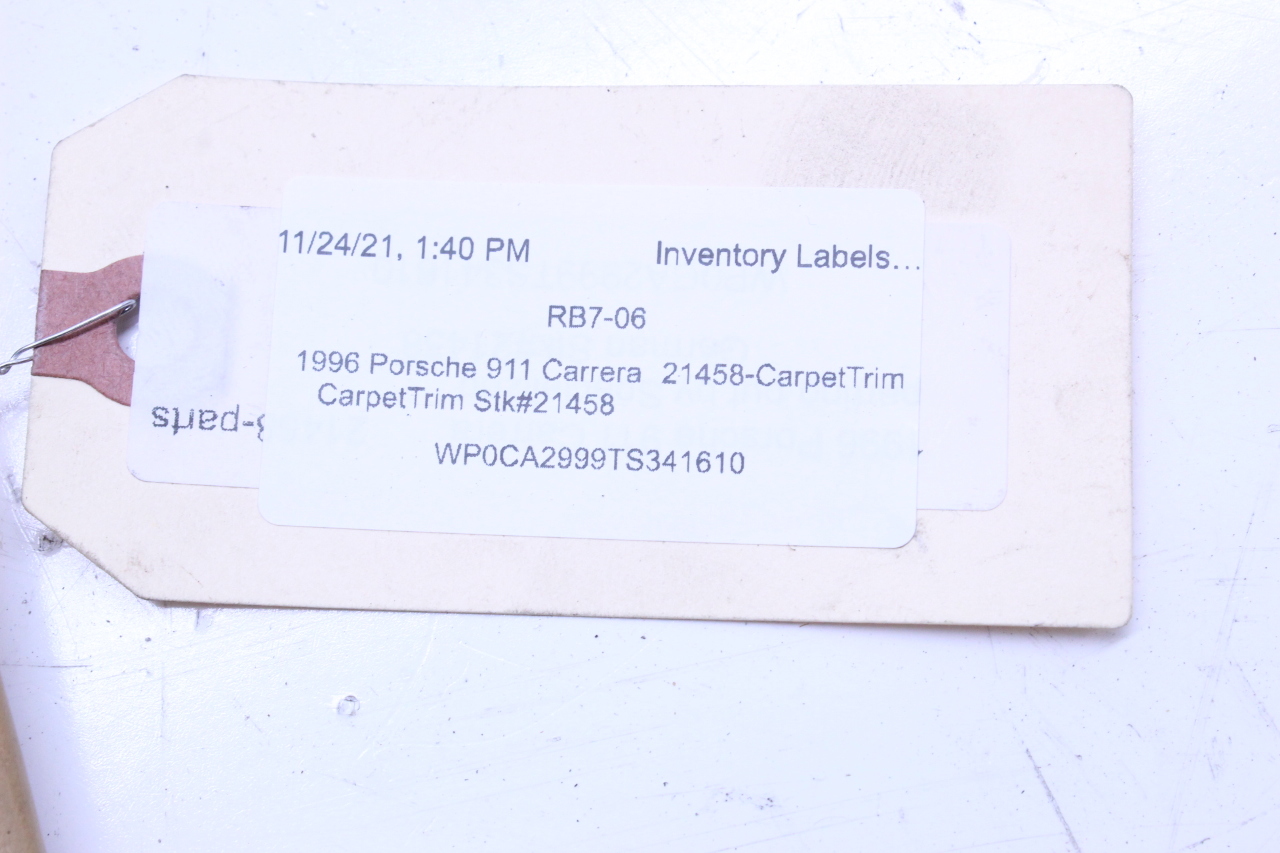 11/24/21, 1:40 PM Inventory Labels...
RB7-06
1996 Porsche 911 Carrera 21458-CarpetTrim
CarpetTrim Stk#21458
WP0CA2999TS341610
-parts